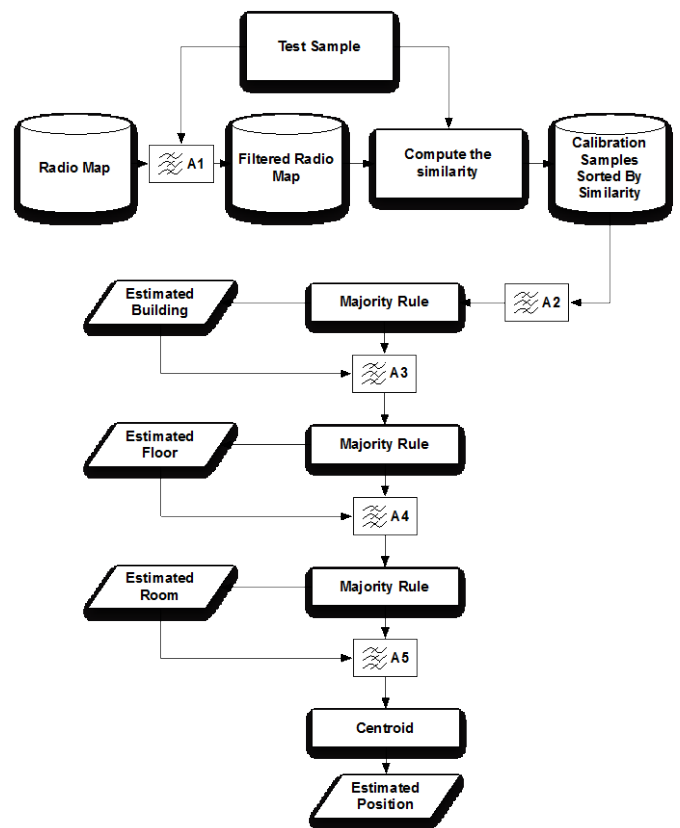 Test Sample
Radio Map
A1
Filtered Radio
Map
Compute the
similarity
Calibration
Samples
Sorted By
Similarity
Estimated
Building
Majority Rule
A2
A3
Estimated
Floor
Majority Rule
A4
Estimated
Room
Majority Rule
A5
Centroid
Estimated
Position